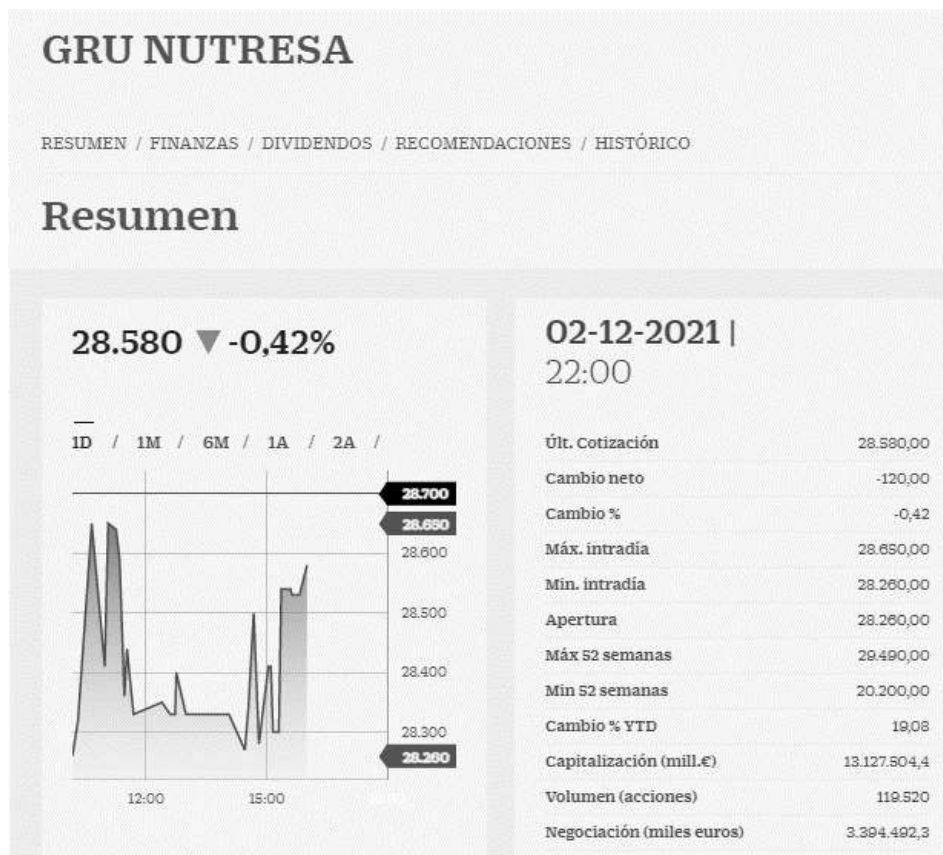 GRU NUTRESA
RESUMEN / FINANZAS / DIVIDENDOS / RECOMENDACIONES / HISTÓRICO
Resumen
28.580 ▼ -0,42%
1D / 1M / 6M / 1A / 2A /
28.700
28.650
28.600
28.500
28.400
28.300
28.260
12:00 15:00
02-12-2021 |
22:00
Últ. Cotización 28.580,00
Cambio neto -120,00
Cambio % -0,42
Máx. intradía 28.650,00
Min. intradía 28.260,00
Apertura 28.260,00
Máx 52 semanas 29.490,00
Min 52 semanas 20.200,00
Cambio % YTD 19,08
Capitalización (mill.€) 13.127.504,4
Volumen (acciones) 119.520
Negociación (miles euros) 3.394.492,3